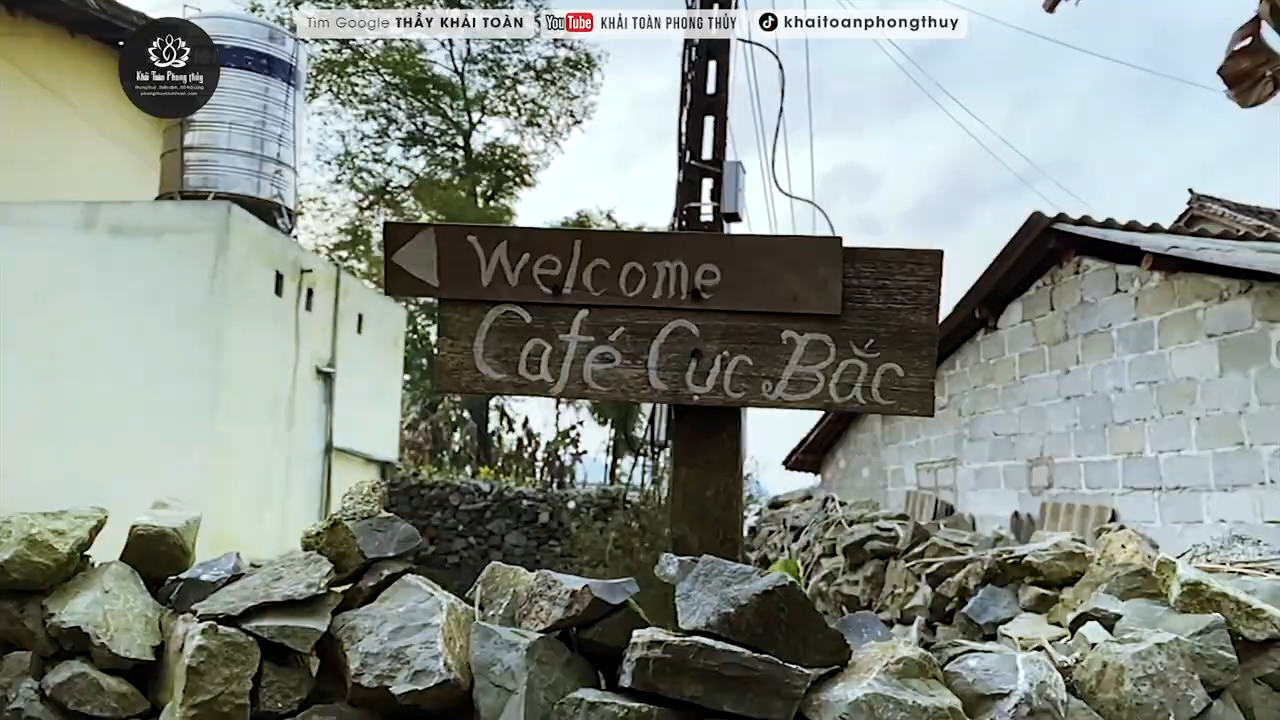 Tìm Google THẦY KHẢI TOÀN
YouTube KHẢI TOÀN PHONG THỦY
khaitoanphongthuy
Khải Toàn Phong thủy
Welcome
Café Cực Bắc